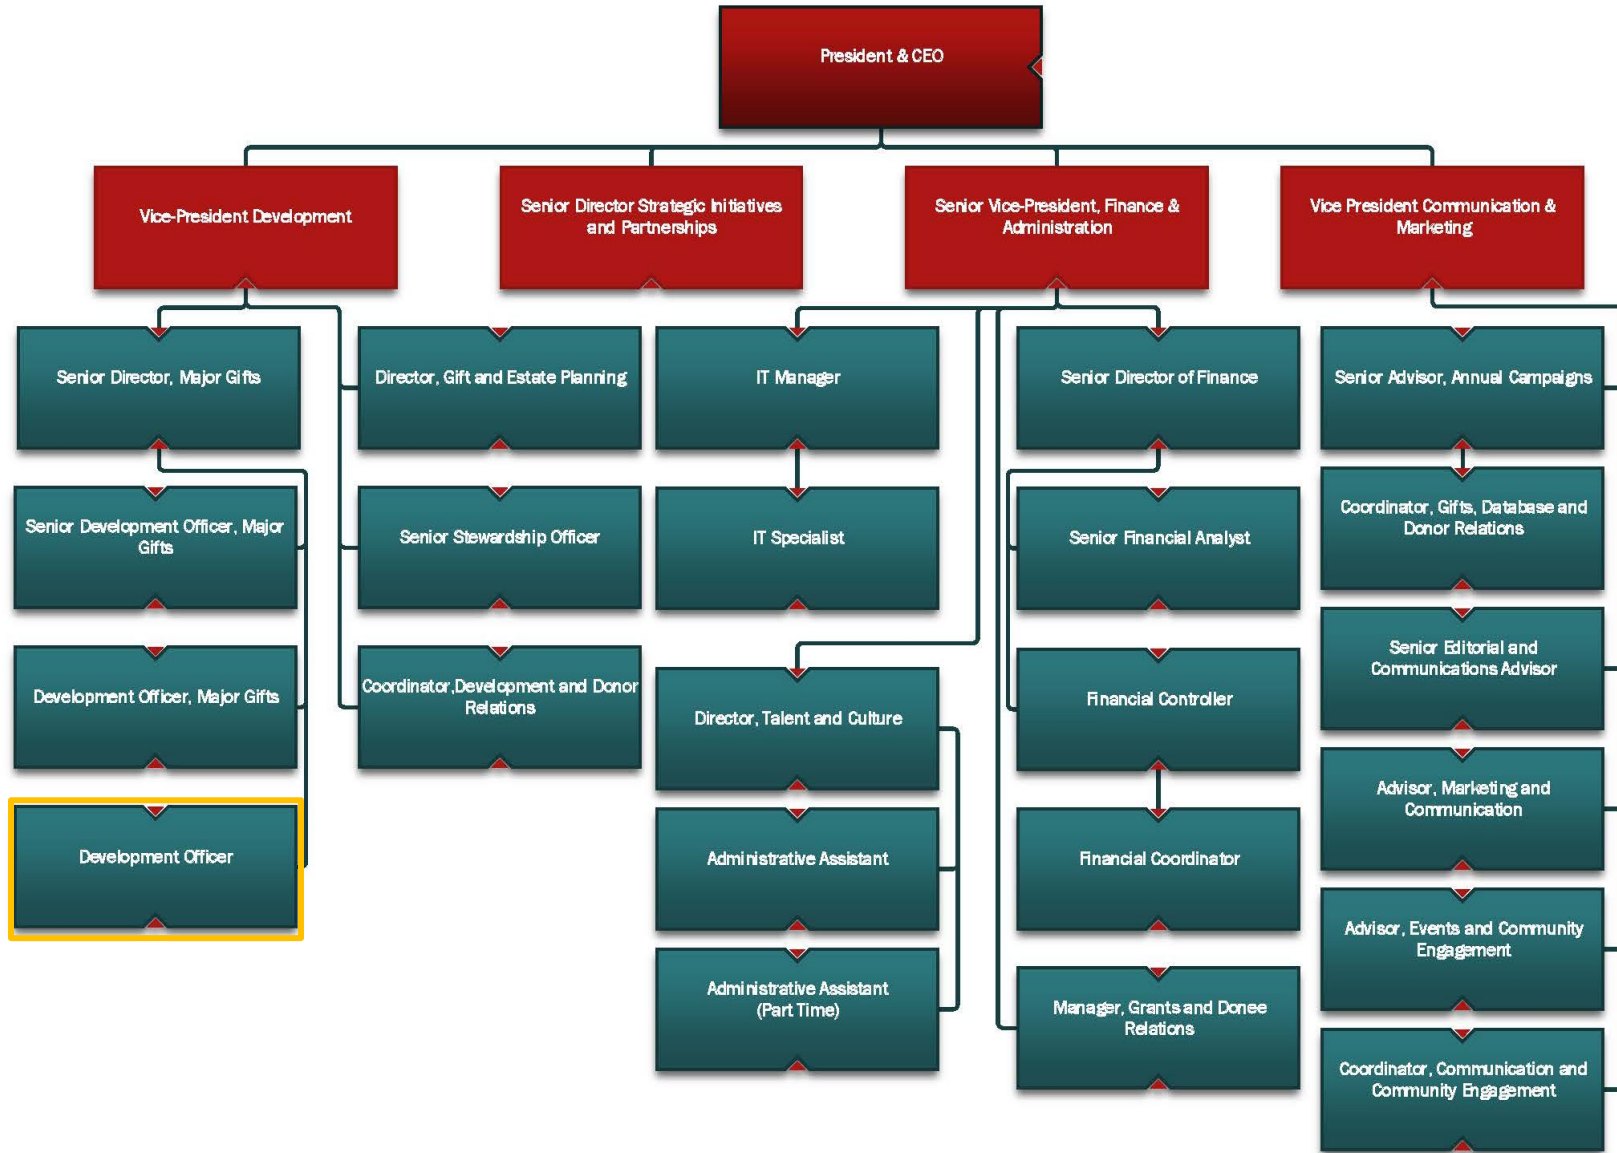 President & CEO
Vice-President Development
Senior Director Strategic Initiatives
and Partnerships
Senior Vice-President, Finance &
Administration
Vice President Communication &
Marketing
Senior Director, Major Gifts
Director, Gift and Estate Planning
IT Manager
Senior Director of Finance
Senior Advisor, Annual Campaigns
Senior Development Officer, Major
Gifts
Senior Stewardship Officer
IT Specialist
Senior Financial Analyst
Coordinator, Gifts, Database and
Donor Relations
Development Officer, Major Gifts
Coordinator,Development and Donor
Relations
Director, Talent and Culture
Financial Controller
Senior Editorial and
Communications Advisor
Development Officer
Administrative Assistant
Financial Coordinator
Advisor, Marketing and
Communication
Administrative Assistant
(Part Time)
Manager, Grants and Donee
Relations
Advisor, Events and Community
Engagement
Coordinator, Communication and
Community Engagement